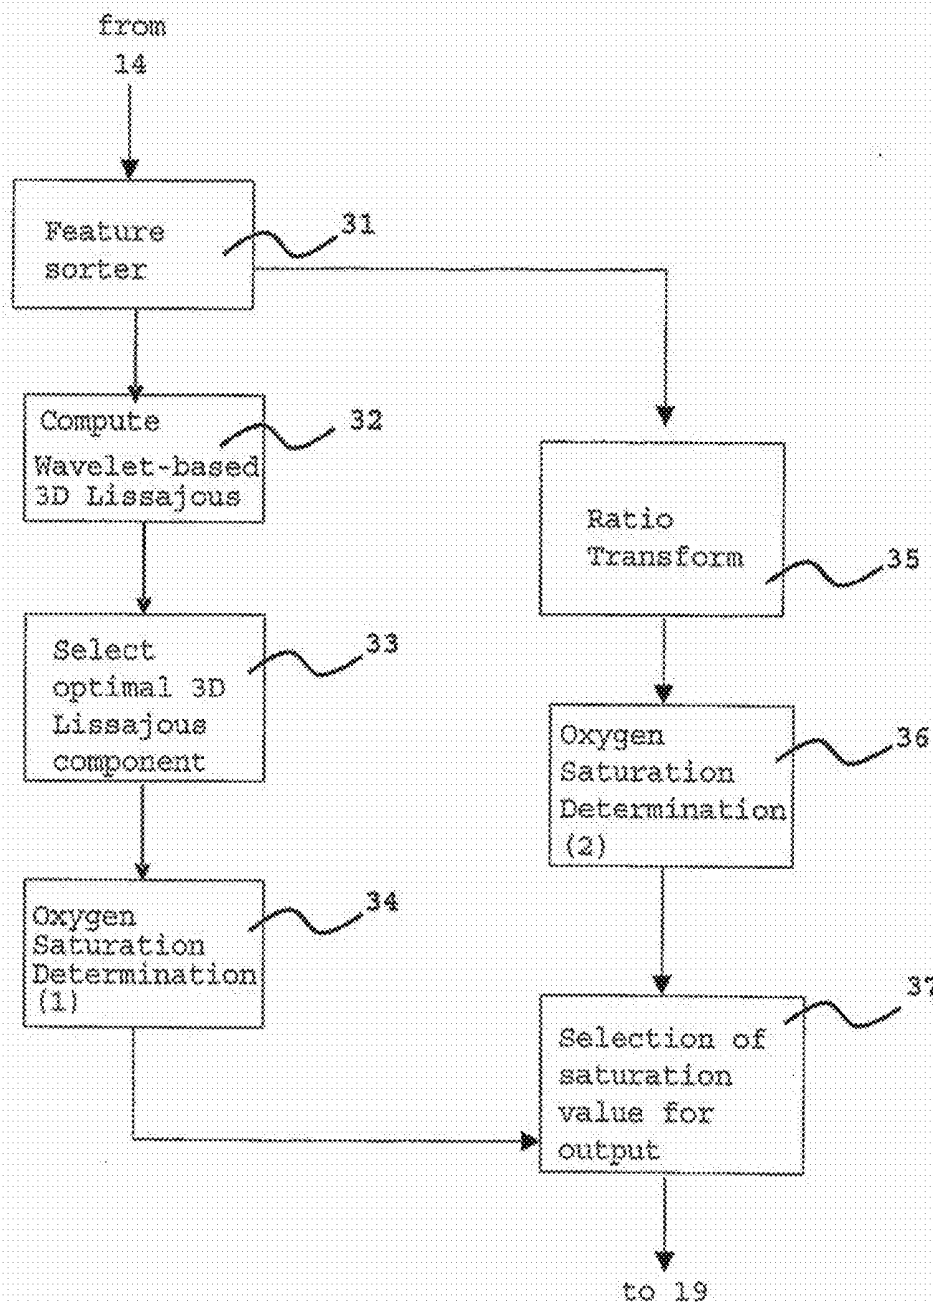 from
14
Feature
sorter
31
Compute
Wavelet-based
3D Lissajous
32
Select
optimal 3D
Lissajous
component
33
Oxygen
Saturation
Determination
(1)
34
Ratio
Transform
35
Oxygen
Saturation
Determination
(2)
36
Selection of
saturation
value for
output
37
to 19